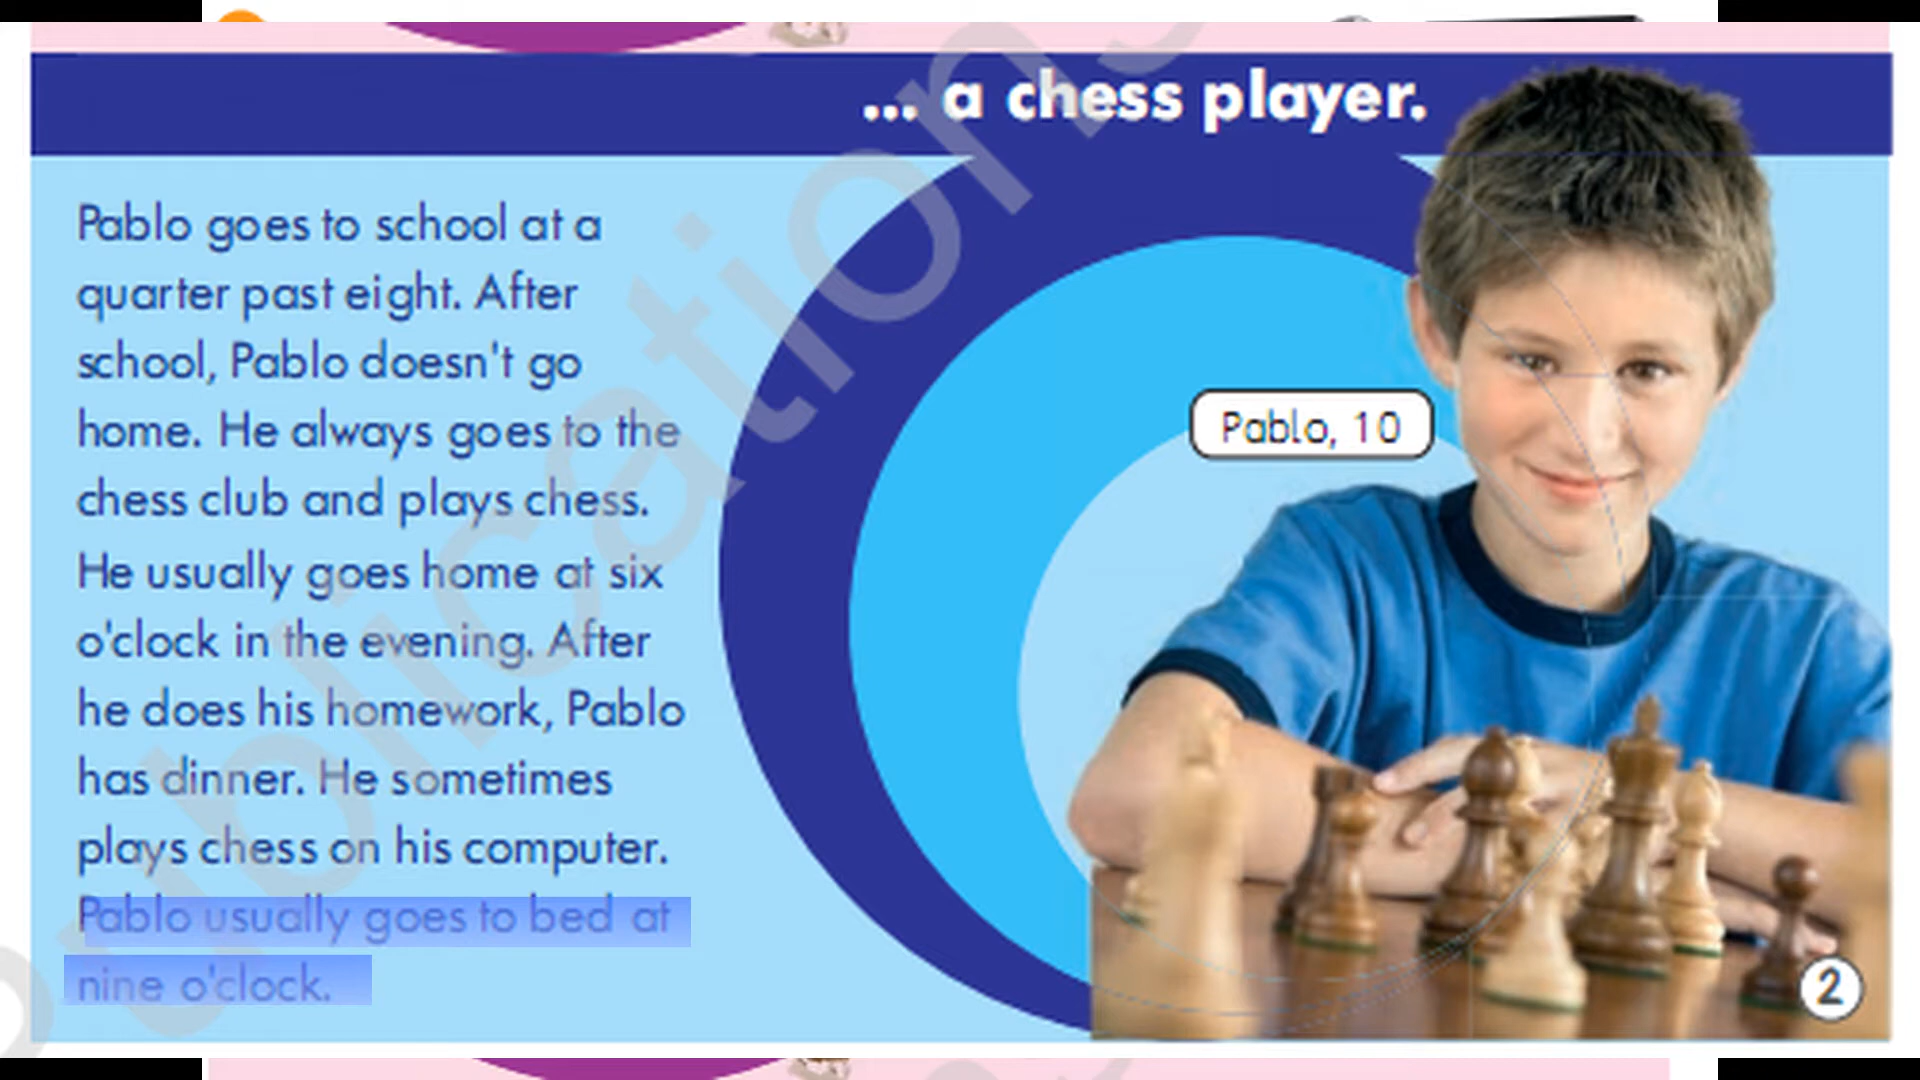 ... a chess player.
Pablo goes to school at a
quarter past eight. After
school, Pablo doesn't go
home. He always goes to the
chess club and plays chess.
He usually goes home at six
o'clock in the evening. After
he does his homework, Pablo
has dinner. He sometimes
plays chess on his computer.
Pablo usually goes to bed at
nine o'clock.
Pablo, 10
2
ublications